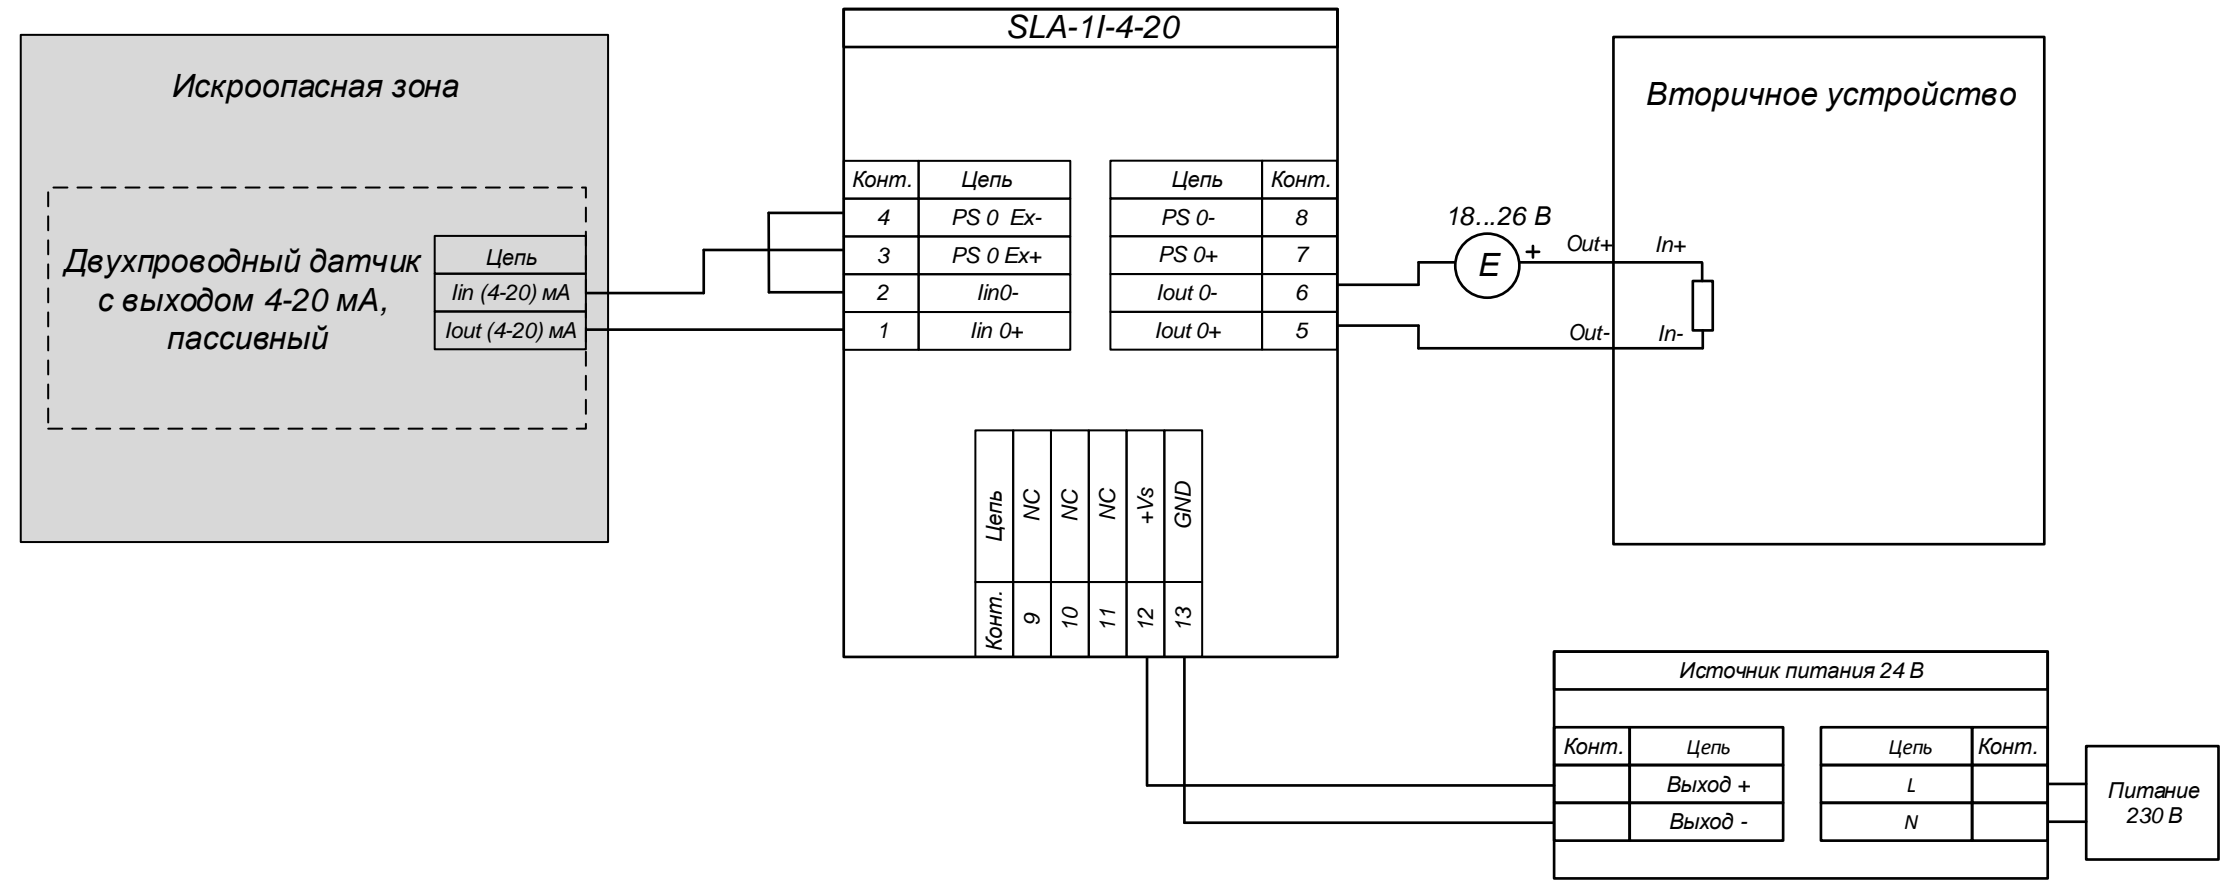 SLA-1I-4-20
Искроопасная зона
Двухпроводный датчик
с выходом 4-20 мА,
пассивный
Цепь
Iin (4-20) мА
Iout (4-20) мА
Конт. Цепь
4 PS 0 Ex-
3 PS 0 Ex+
2 Iin0-
1 Iin 0+
Цепь Конт.
PS 0- 8
PS 0+ 7
Iout 0- 6
Iout 0+ 5
18...26 В
E
+
Out+
In+
Out-
In-
Вторичное устройство
Цепь NC NC NC +Vs GND
Конт. 9 10 11 12 13
Источник питания 24 В
Конт. Цепь
Выход +
Выход -
Цепь Конт.
L
N
Питание
230 В